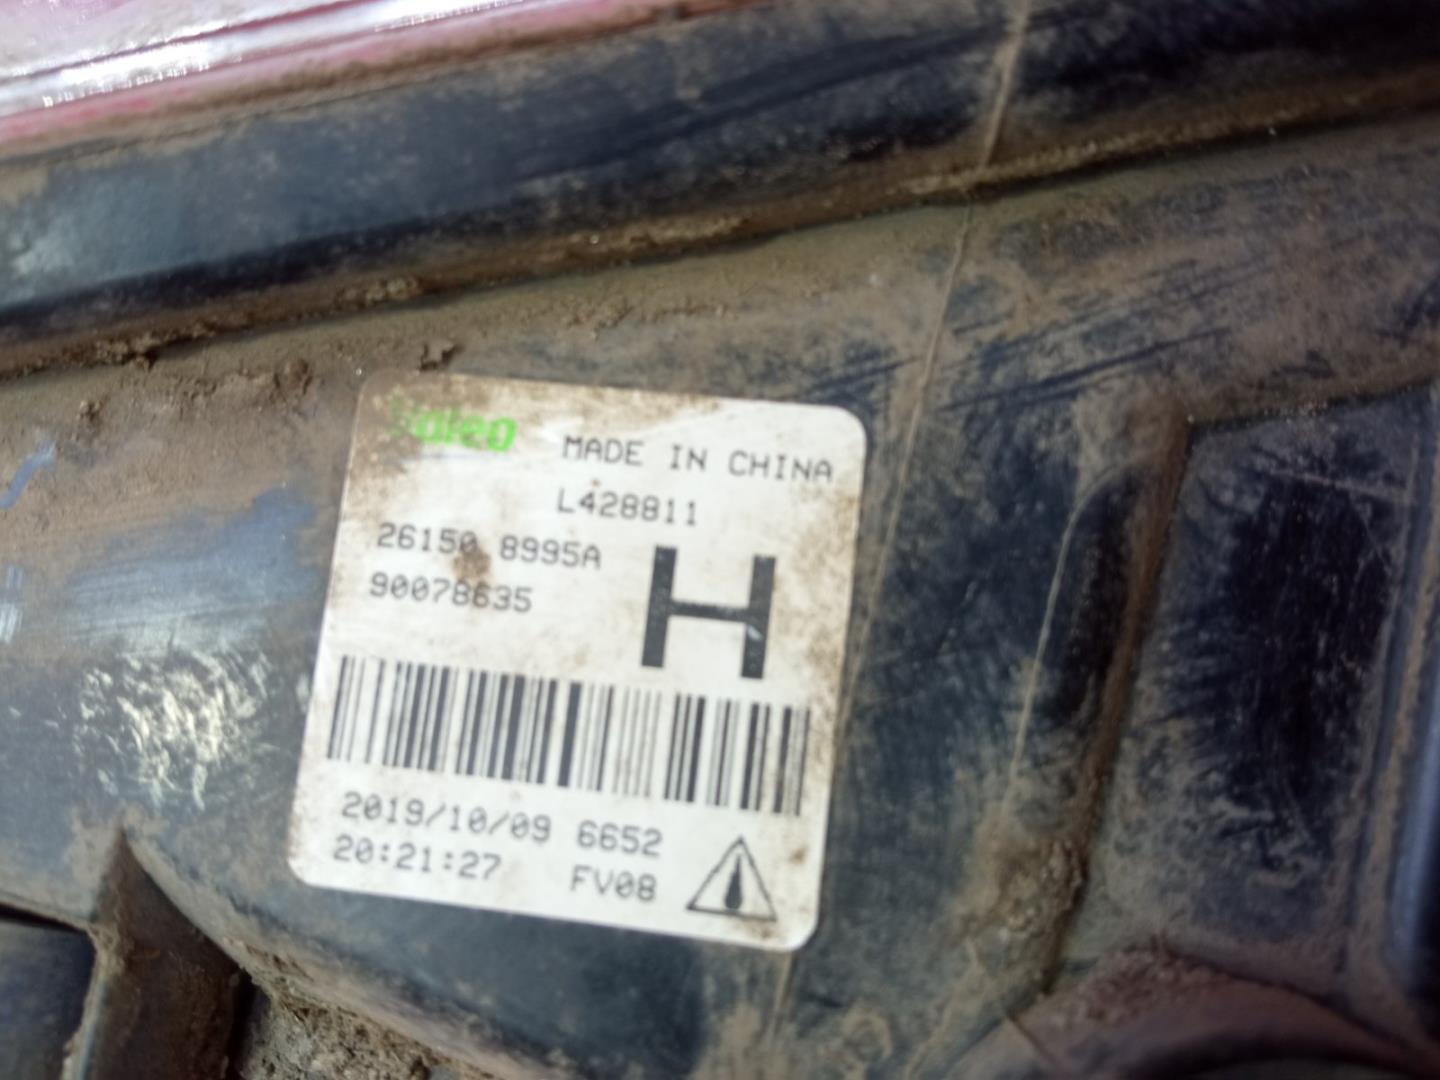 Valeo MADE IN CHINA
L428811
26150 8995A
90078635
H
2019/10/09 6652
20:21:27 FV08